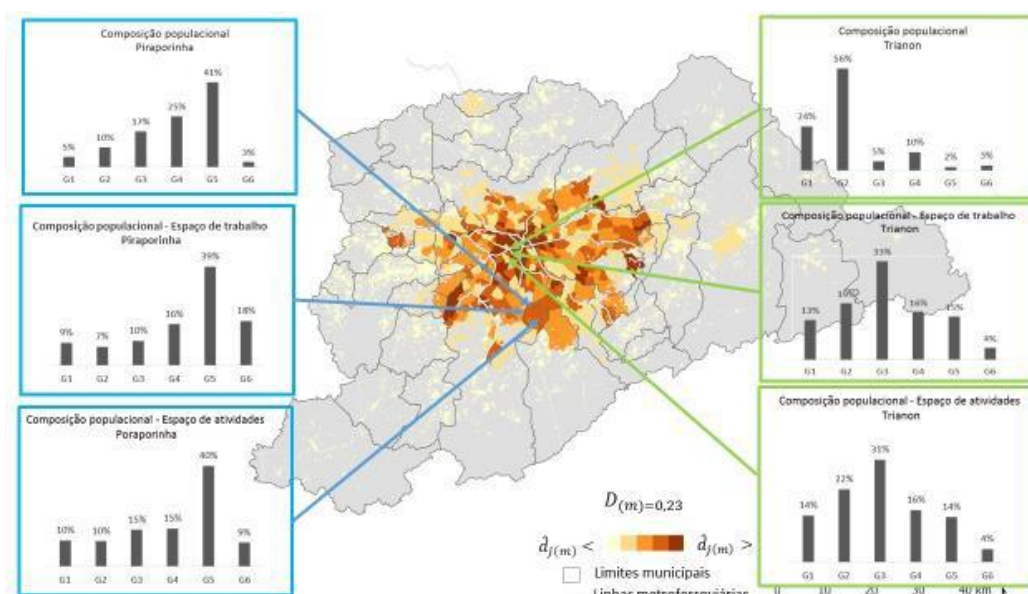 Composição populacional
Piraporinha
5%
10%
17%
25%
41%
3%
G1 G2 G3 G4 G5 G6
Composição populacional - Espaço de trabalho
Piraporinha
9%
7%
10%
16%
39%
18%
G1 G2 G3 G4 G5 G6
Composição populacional - Espaço de atividades
Poraporinha
10%
10%
15%
15%
40%
9%
G1 G2 G3 G4 G5 G6
Composição populacional
Trianon
24%
56%
5%
10%
2%
3%
G1 G2 G3 G4 G5 G6
Composição populacional - Espaço de trabalho
Trianon
13%
19%
33%
16%
15%
4%
G1 G2 G3 G4 G5 G6
Composição populacional - Espaço de atividades
Trianon
14%
22%
31%
16%
14%
4%
G1 G2 G3 G4 G5 G6
D(m)=0,23
d̂j(m) < d̂j(m) >
Limites municipais
Linhas metroferroviárias
0 10 20 30 40 km